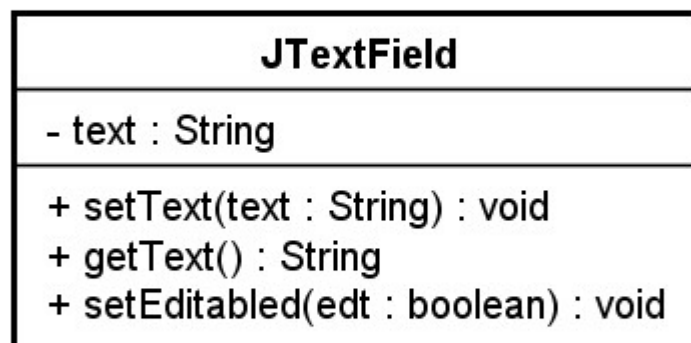 JTextField
- text : String
+ setText(text : String) : void
+ getText() : String
+ setEditabled(edt : boolean) : void